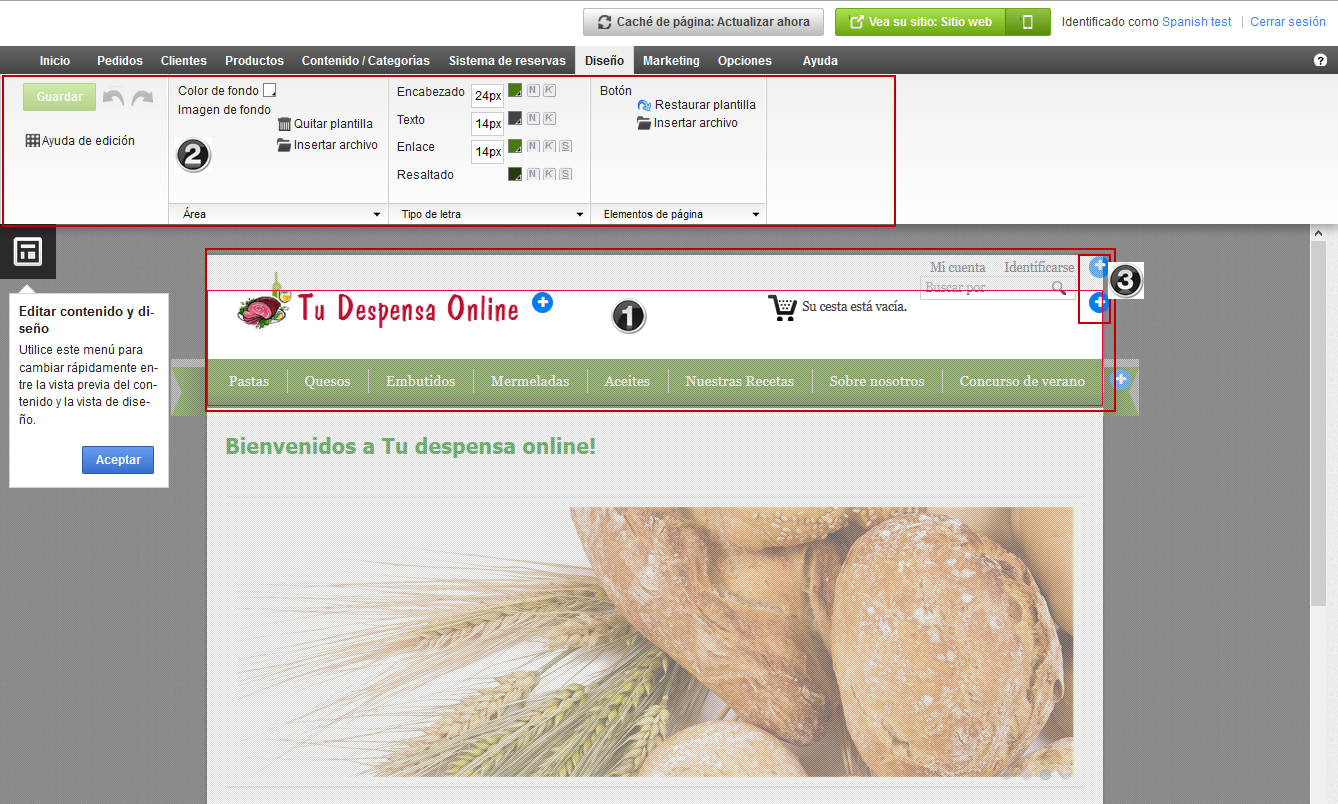 Caché de página: Actualizar ahora
Vea su sitio: Sitio web
Identificado como Spanish test
Cerrar sesión
Inicio
Pedidos
Clientes
Productos
Contenido / Categorías
Sistema de reservas
Diseño
Marketing
Opciones
Ayuda
?
Guardar
Ayuda de edición
Color de fondo
Imagen de fondo
Quitar plantilla
Insertar archivo
2
Área
Encabezado 24px N K
Texto 14px N K
Enlace 14px N K S
Resaltado N K S
Tipo de letra
Botón
Restaurar plantilla
Insertar archivo
Elementos de página
Editar contenido y di-
seño
Utilice este menú para
cambiar rápidamente en-
tre la vista previa del con-
tenido y la vista de dise-
ño.
Aceptar
Mi cuenta
Identificarse
Buscar por
3
Tu Despensa Online
1
Su cesta está vacía.
Pastas
Quesos
Embutidos
Mermeladas
Aceites
Nuestras Recetas
Sobre nosotros
Concurso de verano
Bienvenidos a Tu despensa online!